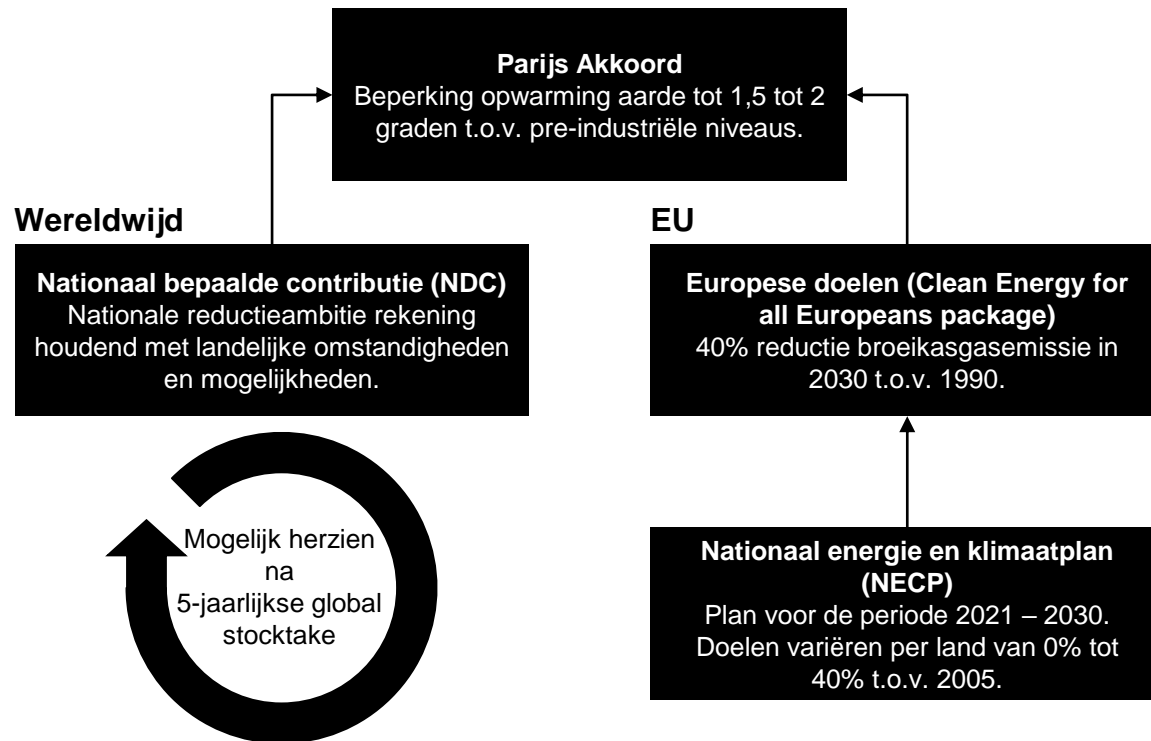 Parijs Akkoord
Beperking opwarming aarde tot 1,5 tot 2
graden t.o.v. pre-industriële niveaus.
Wereldwijd
Nationaal bepaalde contributie (NDC)
Nationale reductieambitie rekening
houdend met landelijke omstandigheden
en mogelijkheden.
Mogelijk herzien
na
5-jaarlijkse global
stocktake
EU
Europese doelen (Clean Energy for
all Europeans package)
40% reductie broeikasgasemissie in
2030 t.o.v. 1990.
Nationaal energie en klimaatplan
(NECP)
Plan voor de periode 2021 – 2030.
Doelen variëren per land van 0% tot
40% t.o.v. 2005.